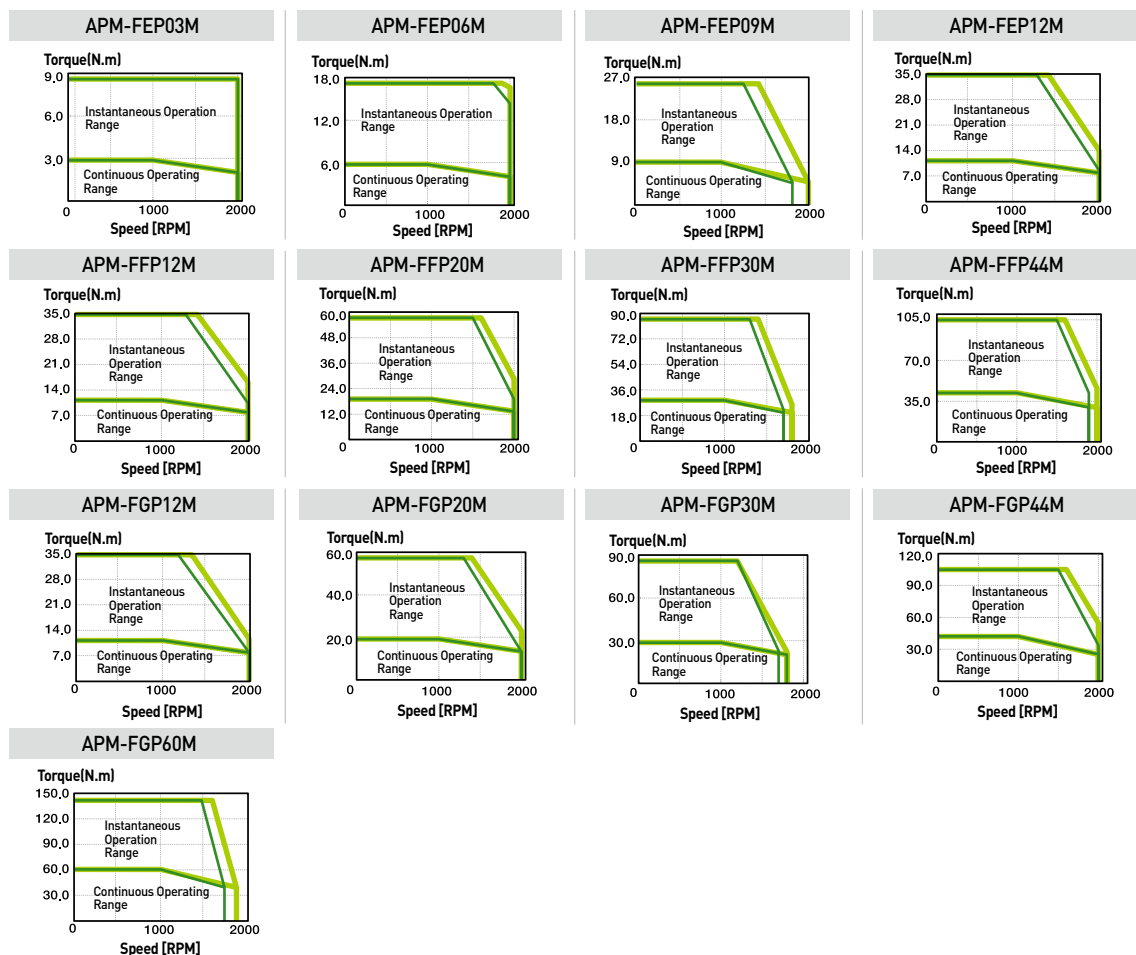 APM-FEP03M
Torque(N.m)
9.0
6.0
3.0
Instantaneous Operation
Range
Continuous Operating
Range
0
1000
2000
Speed [RPM]
APM-FEP06M
Torque(N.m)
18.0
12.0
6.0
Instantaneous Operation
Range
Continuous Operating
Range
0
1000
2000
Speed [RPM]
APM-FEP09M
Torque(N.m)
27.0
18.0
9.0
Instantaneous
Operation
Range
Continuous Operating
Range
0
1000
2000
Speed [RPM]
APM-FEP12M
Torque(N.m)
35.0
28.0
21.0
14.0
7.0
Instantaneous
Operation
Range
Continuous Operating
Range
0
1000
2000
Speed [RPM]
APM-FFP12M
Torque(N.m)
35.0
28.0
21.0
14.0
7.0
Instantaneous
Operation
Range
Continuous Operating
Range
0
1000
2000
Speed [RPM]
APM-FFP20M
Torque(N.m)
60.0
48.0
36.0
24.0
12.0
Instantaneous
Operation
Range
Continuous Operating
Range
0
1000
2000
Speed [RPM]
APM-FFP30M
Torque(N.m)
90.0
72.0
54.0
36.0
18.0
Instantaneous
Operation
Range
Continuous Operating
Range
0
1000
2000
Speed [RPM]
APM-FFP44M
Torque(N.m)
105.0
70.0
35.0
Instantaneous
Operation
Range
Continuous Operating
Range
0
1000
2000
Speed [RPM]
APM-FGP12M
Torque(N.m)
35.0
28.0
21.0
14.0
7.0
Instantaneous
Operation
Range
Continuous Operating
Range
0
1000
2000
Speed [RPM]
APM-FGP20M
Torque(N.m)
60.0
40.0
20.0
Instantaneous
Operation
Range
Continuous Operating
Range
0
1000
2000
Speed [RPM]
APM-FGP30M
Torque(N.m)
90.0
60.0
30.0
Instantaneous
Operation
Range
Continuous Operating
Range
0
1000
2000
Speed [RPM]
APM-FGP44M
Torque(N.m)
120.0
90.0
60.0
30.0
Instantaneous
Operation
Range
Continuous Operating
Range
0
1000
2000
Speed [RPM]
APM-FGP60M
Torque(N.m)
150.0
120.0
90.0
60.0
30.0
Instantaneous
Operation
Range
Continuous Operating
Range
0
1000
2000
Speed [RPM]